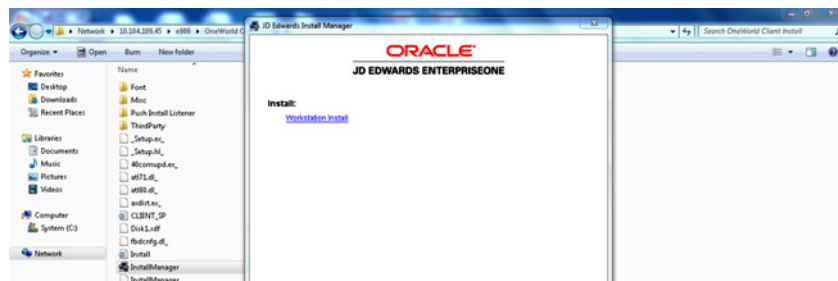 Network ▸ 10.104.109.45 ▸ e900 ▸ OneWorld C
Search OneWorld Client Install
Organize ▾ Open Burn New folder
Favorites
Desktop
Downloads
Recent Places
Libraries
Documents
Music
Pictures
Videos
Computer
System (C:)
Network
Name
Font
Misc
Push Install Listener
ThirdParty
_Setup.ex_
_Setup.hl_
40comupd.ex_
atl71.dl_
atl80.dl_
axdist.ex_
CLIENT_SP
Disk1.sdf
fbdcnfg.dl_
Install
InstallManager
InstallManager
JD Edwards Install Manager
ORACLE
JD EDWARDS ENTERPRISEONE
Install:
Workstation Install